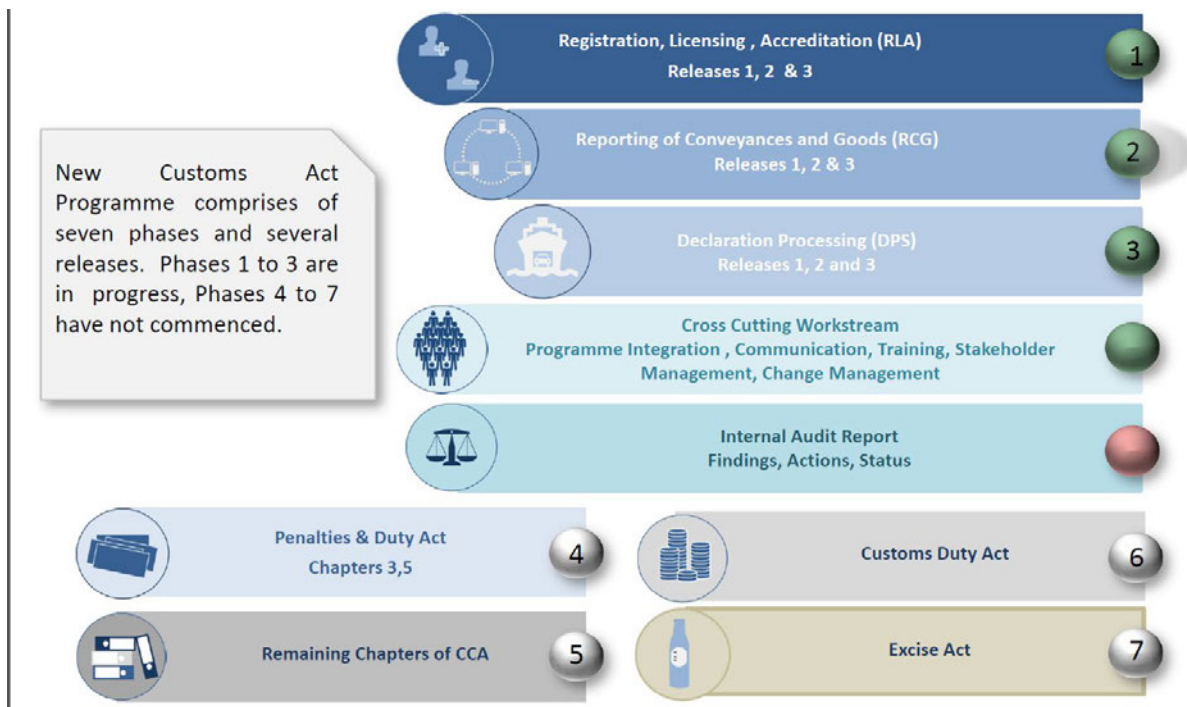 New Customs Act
Programme comprises of
seven phases and several
releases. Phases 1 to 3 are
in progress, Phases 4 to 7
have not commenced.
Registration, Licensing , Accreditation (RLA)
Releases 1, 2 & 3
1
Reporting of Conveyances and Goods (RCG)
Releases 1, 2 & 3
2
Declaration Processing (DPS)
Releases 1, 2 and 3
3
Cross Cutting Workstream
Programme Integration , Communication, Training, Stakeholder
Management, Change Management
Internal Audit Report
Findings, Actions, Status
Penalties & Duty Act
Chapters 3,5
4
Customs Duty Act
6
Remaining Chapters of CCA
5
Excise Act
7